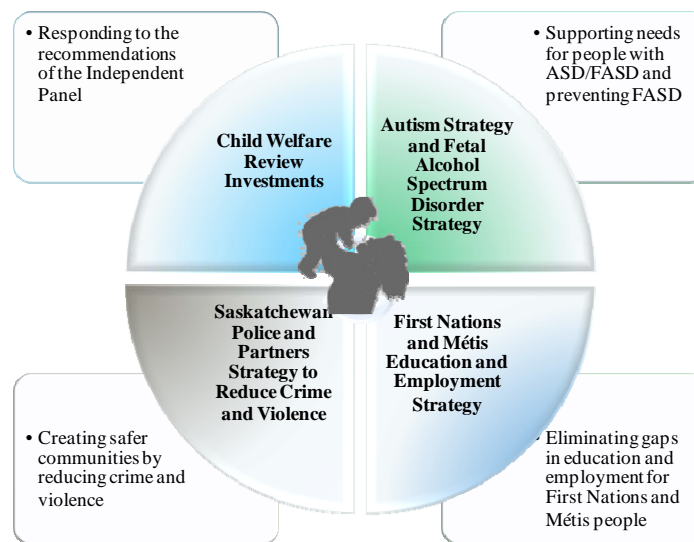 • Responding to the
recommendations
of the Independent
Panel
• Supporting needs
for people with
ASD/FASD and
preventing FASD
Child Welfare
Review
Investments
Autism Strategy
and Fetal
Alcohol
Spectrum
Disorder
Strategy
Saskatchewan
Police and
Partners
Strategy to
Reduce Crime
and Violence
First Nations
and Métis
Education and
Employment
Strategy
• Creating safer
communities by
reducing crime and
violence
• Eliminating gaps
in education and
employment for
First Nations and
Métis people